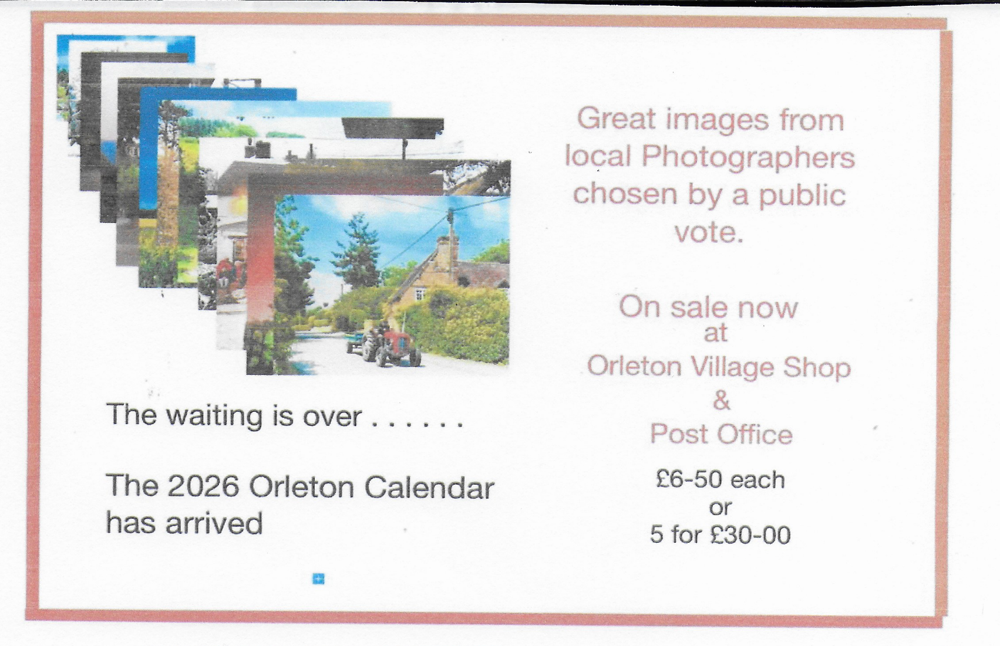 The waiting is over . . . . . .
The 2026 Orleton Calendar
has arrived
Great images from
local Photographers
chosen by a public
vote.
On sale now
at
Orleton Village Shop
&
Post Office
£6-50 each
or
5 for £30-00